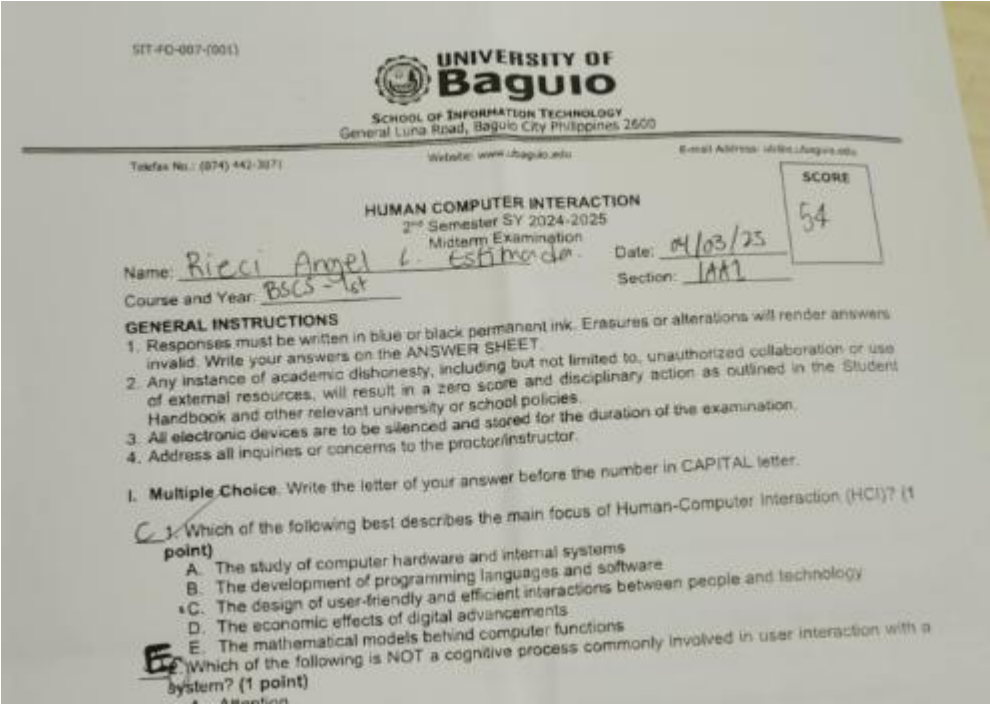 SIT-FO-007-(001)
UNIVERSITY OF
Baguio
SCHOOL OF INFORMATION TECHNOLOGY
General Luna Road, Baguio City Philippines 2600
Telefax No.: (074) 442-3071 Website: www.ubaguio.edu E-mail Address:
SCORE
54
HUMAN COMPUTER INTERACTION
2nd Semester SY 2024-2025
Midterm Examination
Name: Rieci Angel L. Estimada Date: 04/03/25
Course and Year: BSCS - 1st Section: 1AA1
GENERAL INSTRUCTIONS
1. Responses must be written in blue or black permanent ink. Erasures or alterations will render answers
invalid. Write your answers on the ANSWER SHEET.
2. Any instance of academic dishonesty, including but not limited to, unauthorized collaboration or use
of external resources, will result in a zero score and disciplinary action as outlined in the Student
Handbook and other relevant university or school policies.
3. All electronic devices are to be silenced and stored for the duration of the examination.
4. Address all inquiries or concerns to the proctor/instructor.
I. Multiple Choice. Write the letter of your answer before the number in CAPITAL letter.
C 1. Which of the following best describes the main focus of Human-Computer Interaction (HCI)? (1
point)
A. The study of computer hardware and internal systems
B. The development of programming languages and software
C. The design of user-friendly and efficient interactions between people and technology
D. The economic effects of digital advancements
E. The mathematical models behind computer functions
E Which of the following is NOT a cognitive process commonly involved in user interaction with a
system? (1 point)
A. Attention